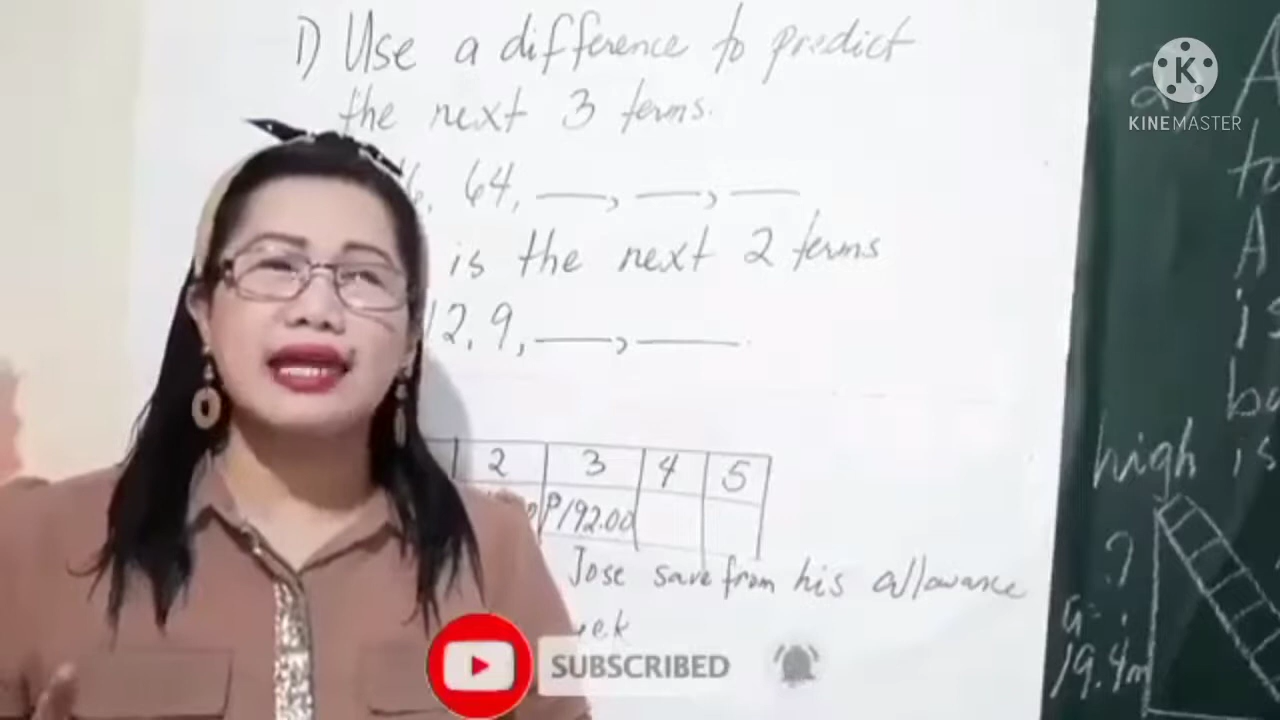 1) Use a difference to predict
the next 3 terms.
6, 64, ___, ___, ___
is the next 2 terms
12, 9, ___, ___
2 3 4 5
₱192.00
Jose save from his allowance
high is
?
19.4m
K
KINEMASTER
SUBSCRIBED